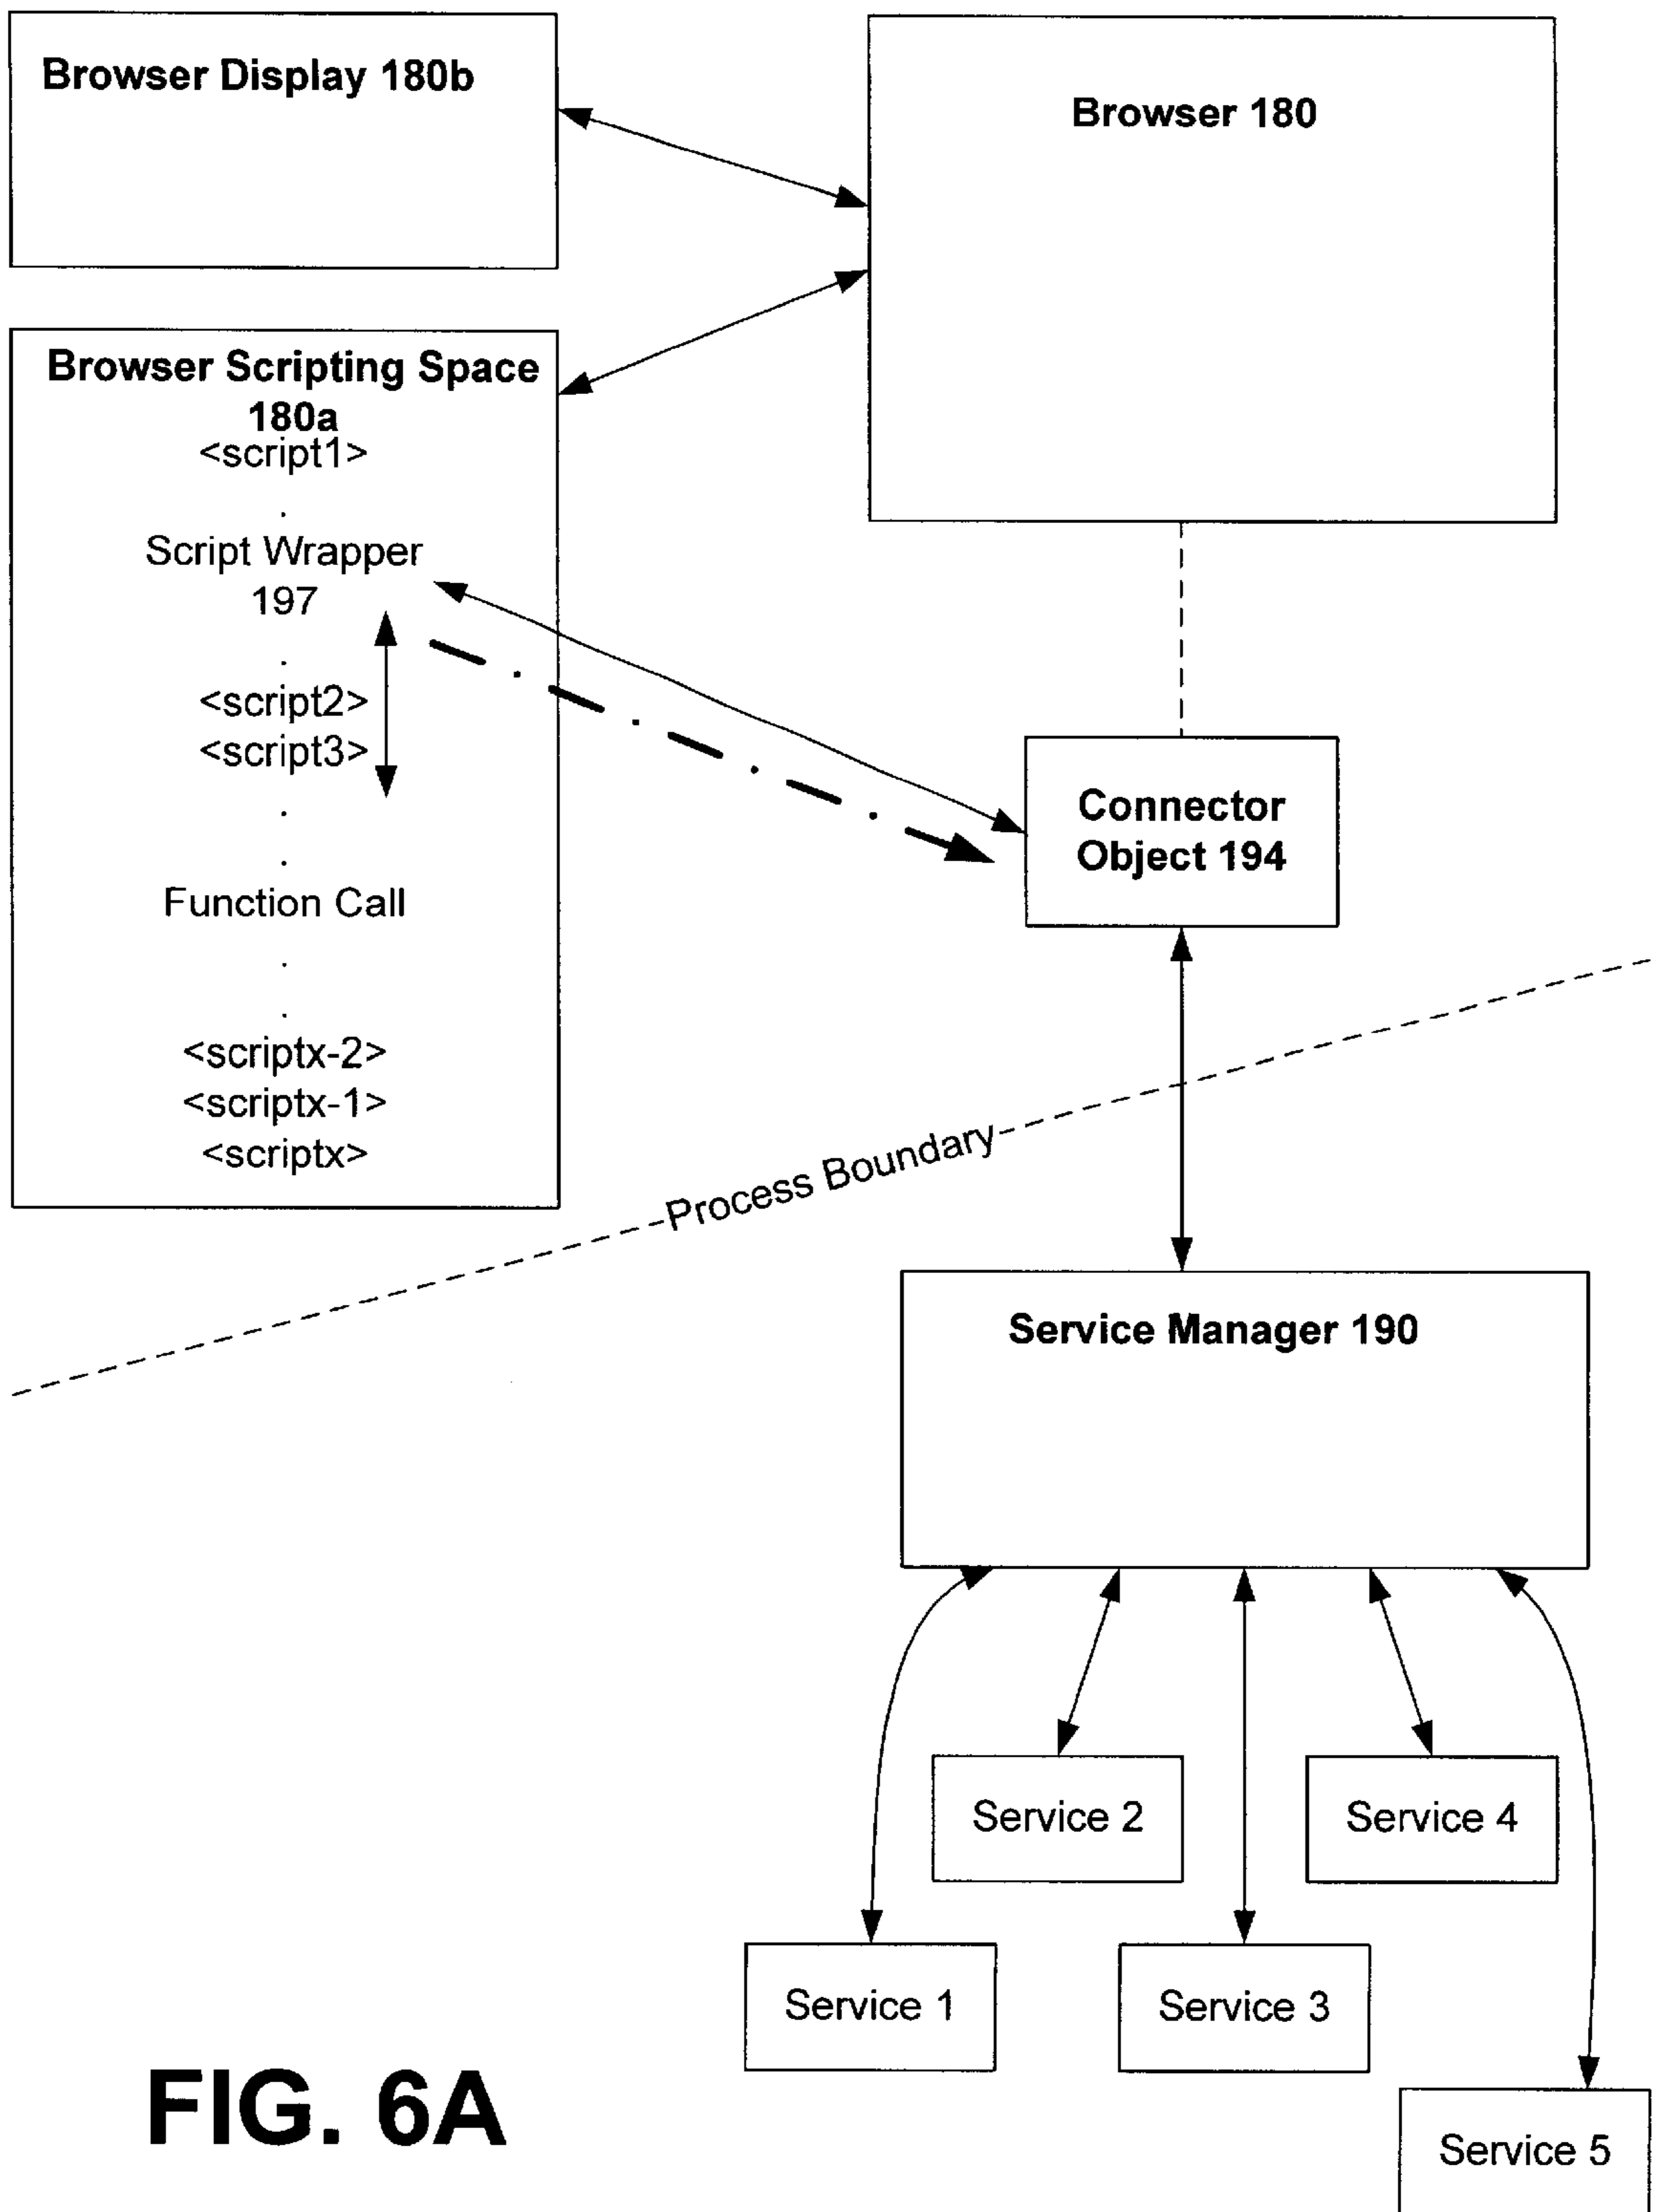 Browser Display 180b
Browser 180
Browser Scripting Space
180a
<script1>
.
Script Wrapper
197
.
<script2>
<script3>
.
.
Function Call
.
.
<scriptx-2>
<scriptx-1>
<scriptx>
Connector
Object 194
Process Boundary
Service Manager 190
Service 2
Service 4
Service 1
Service 3
Service 5
FIG. 6A